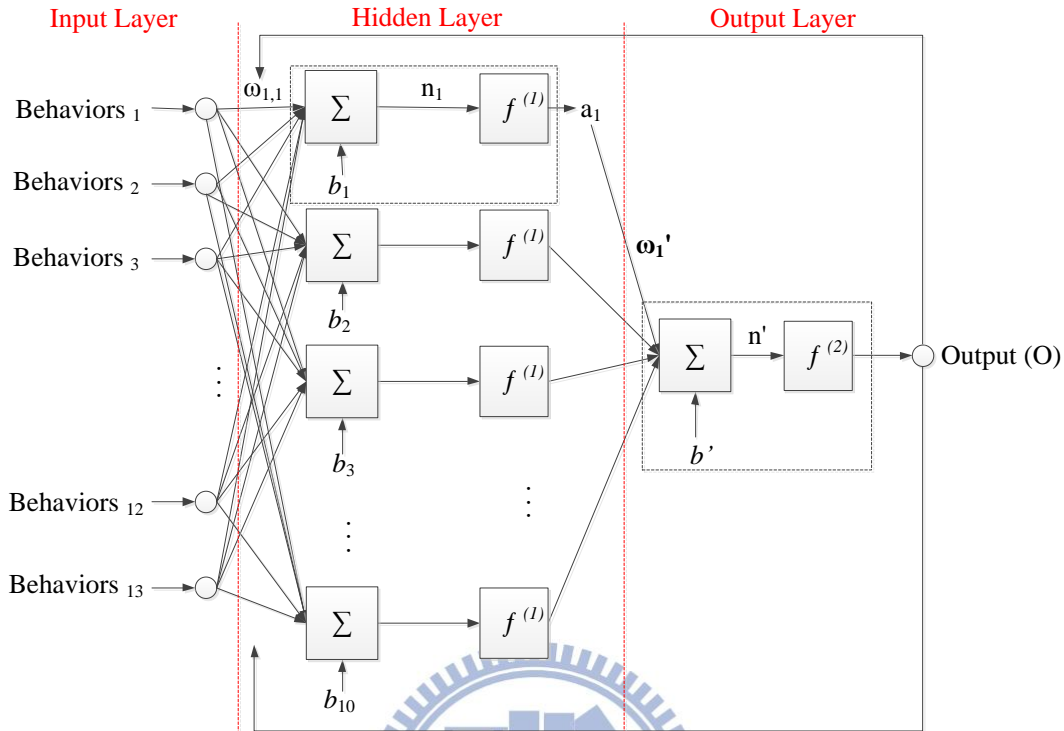 Input Layer
Hidden Layer
Output Layer
Behaviors 1
ω1,1
Σ
n1
f (1)
a1
b1
Behaviors 2
Behaviors 3
Σ
f (1)
b2
ω1'
Σ
n'
f (2)
Output (O)
b’
Σ
f (1)
b3
Behaviors 12
Behaviors 13
Σ
f (1)
b10